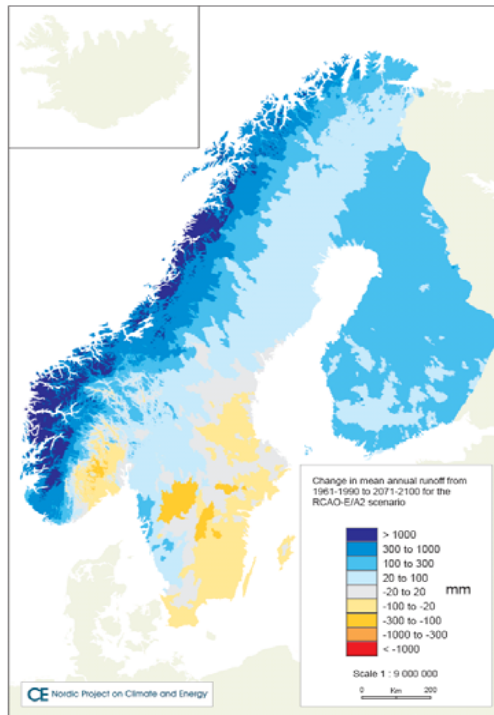 Change in mean annual runoff from
1961-1990 to 2071-2100 for the
RCAO-E/A2 scenario
> 1000
300 to 1000
100 to 300
20 to 100
-20 to 20
-100 to -20
-300 to -100
-1000 to -300
< -1000
mm
Scale 1 : 9 000 000
0 Km 200
CE Nordic Project on Climate and Energy